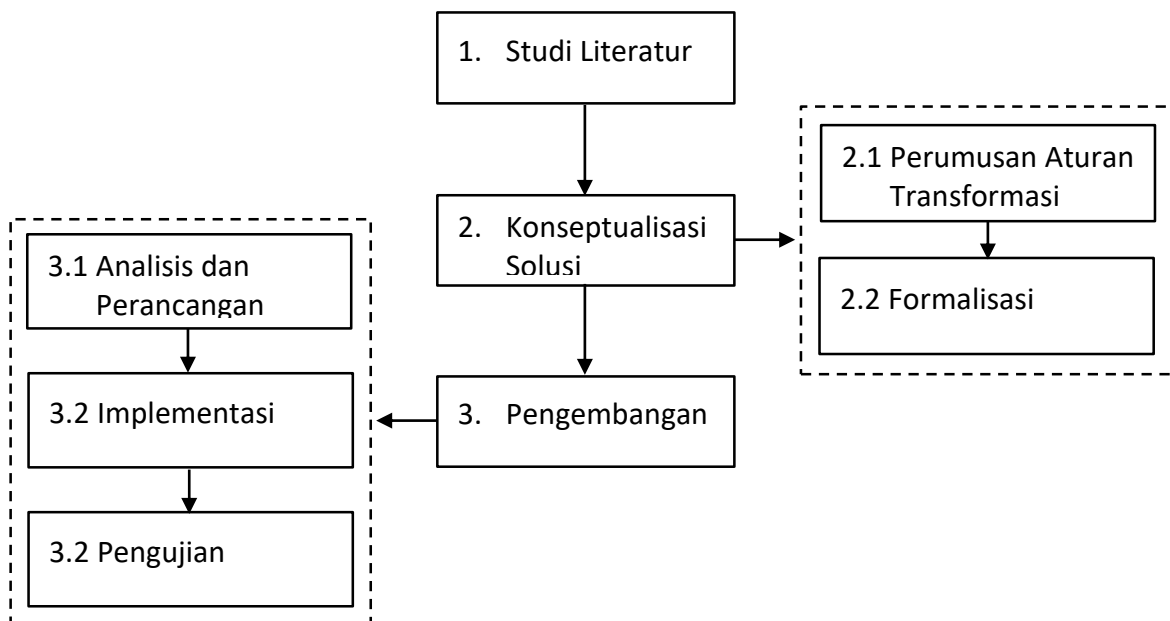 1. Studi Literatur
2. Konseptualisasi
Solusi
3. Pengembangan
2.1 Perumusan Aturan
Transformasi
2.2 Formalisasi
3.1 Analisis dan
Perancangan
3.2 Implementasi
3.2 Pengujian